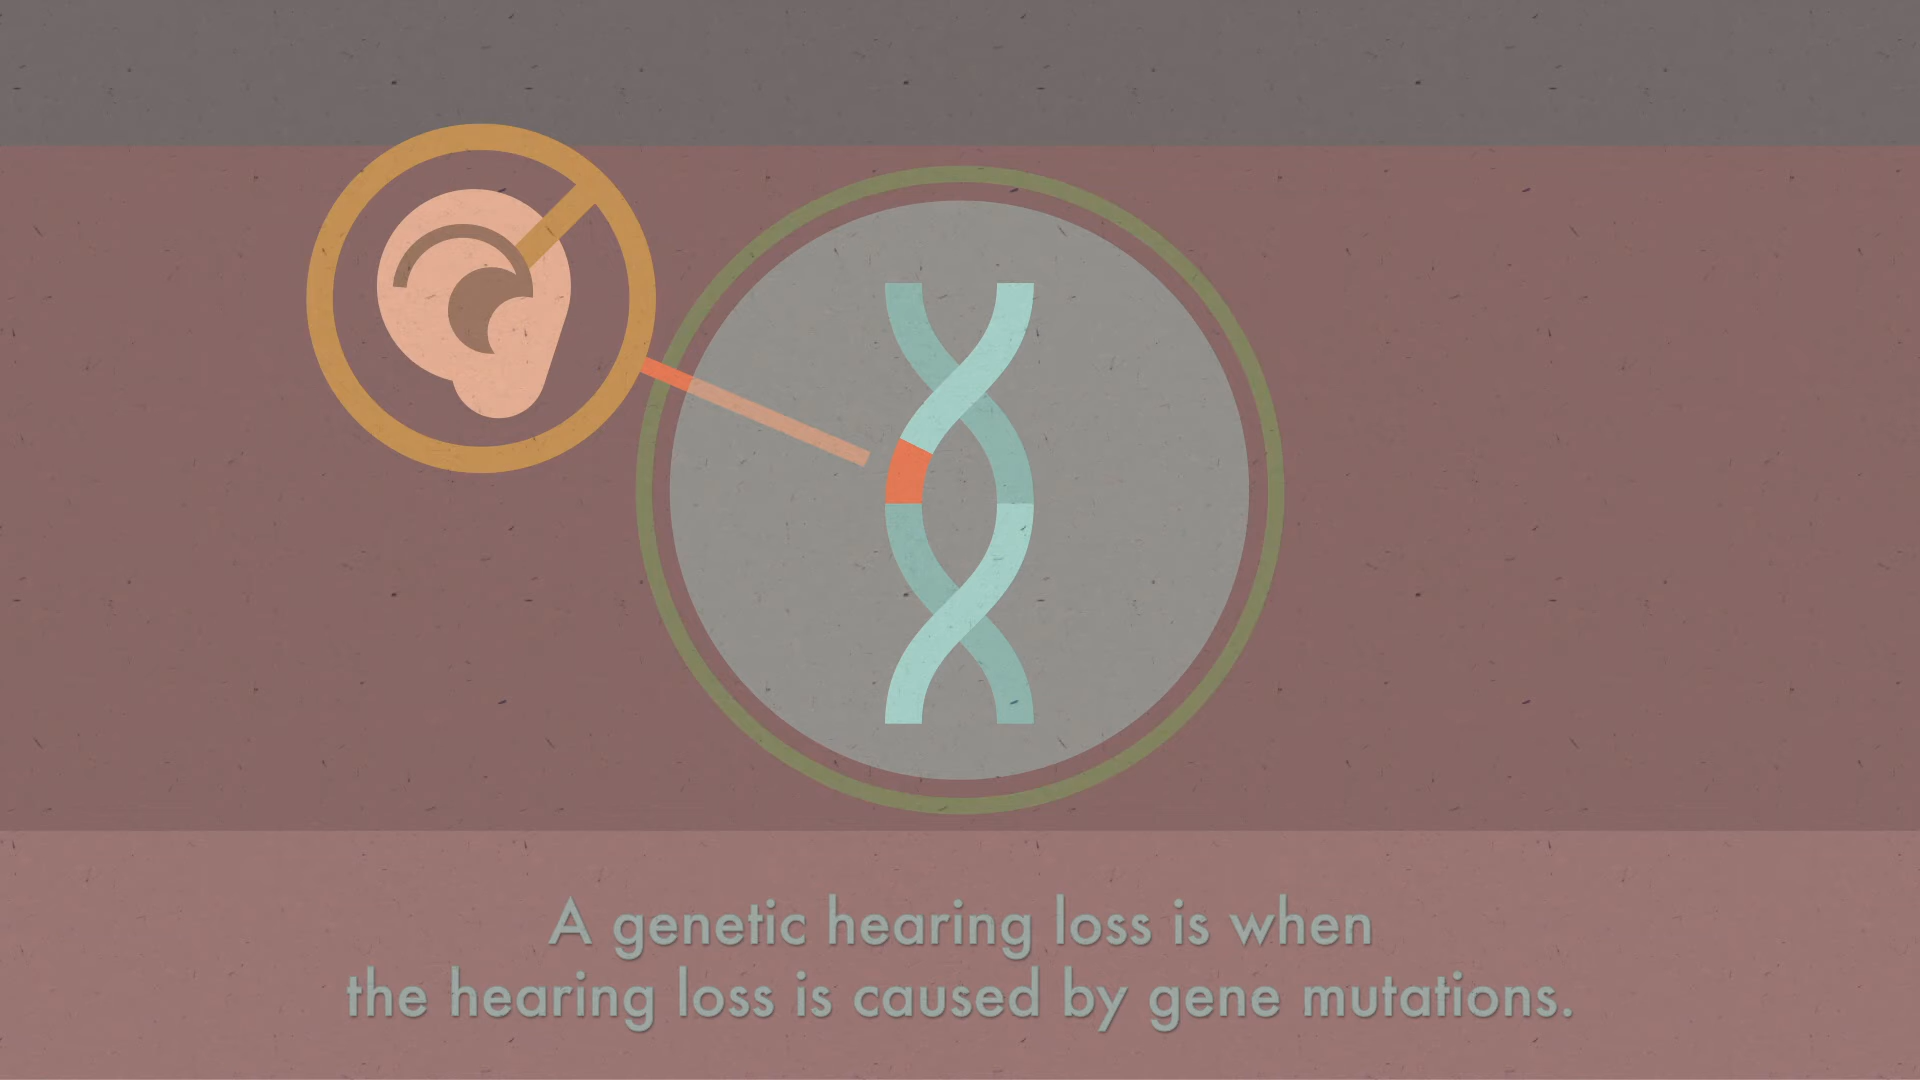 A genetic hearing loss is when
the hearing loss is caused by gene mutations.